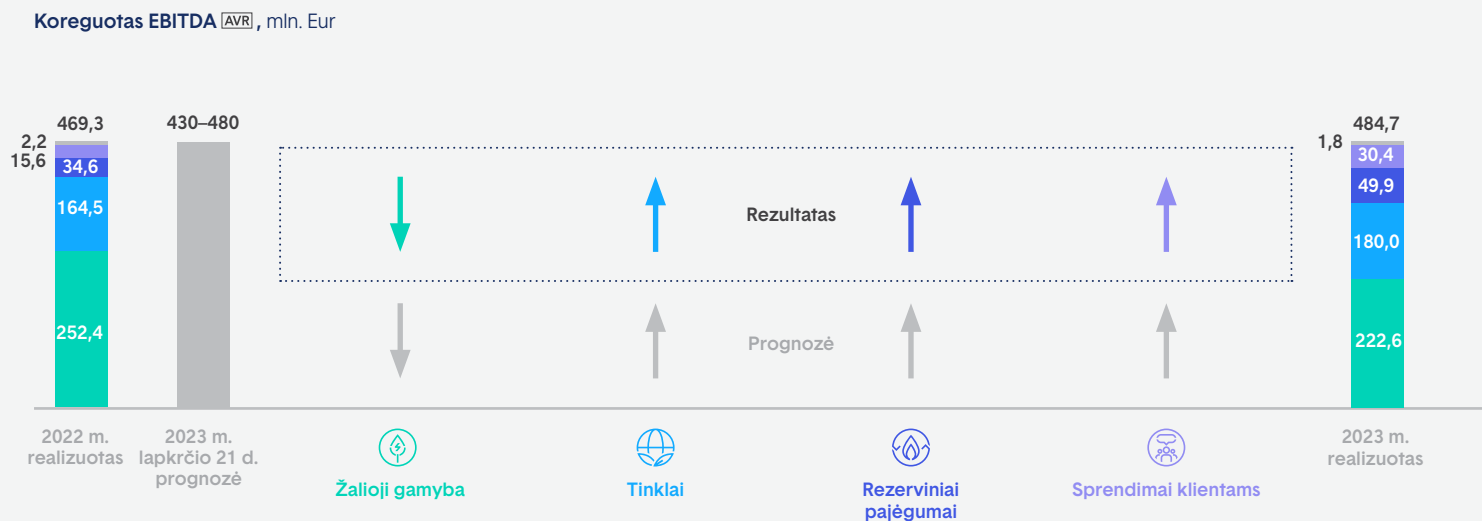 Koreguotas EBITDA AVR, mln. Eur
469,3
2,2
15,6
34,6
164,5
252,4
430–480
Rezultatas
Prognozė
484,7
1,8
30,4
49,9
180,0
222,6
2022 m.
realizuotas
2023 m.
lapkrčio 21 d.
prognozė
Žalioji gamyba
Tinklai
Rezerviniai
pajėgumai
Sprendimai klientams
2023 m.
realizuotas